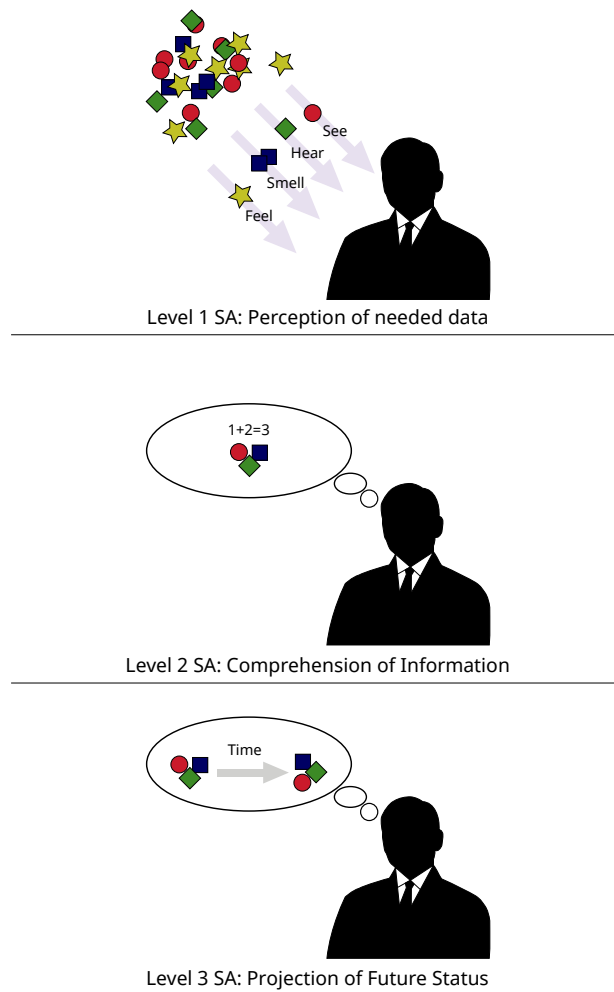 See
Hear
Smell
Feel
Level 1 SA: Perception of needed data
1+2=3
Level 2 SA: Comprehension of Information
Time
Level 3 SA: Projection of Future Status